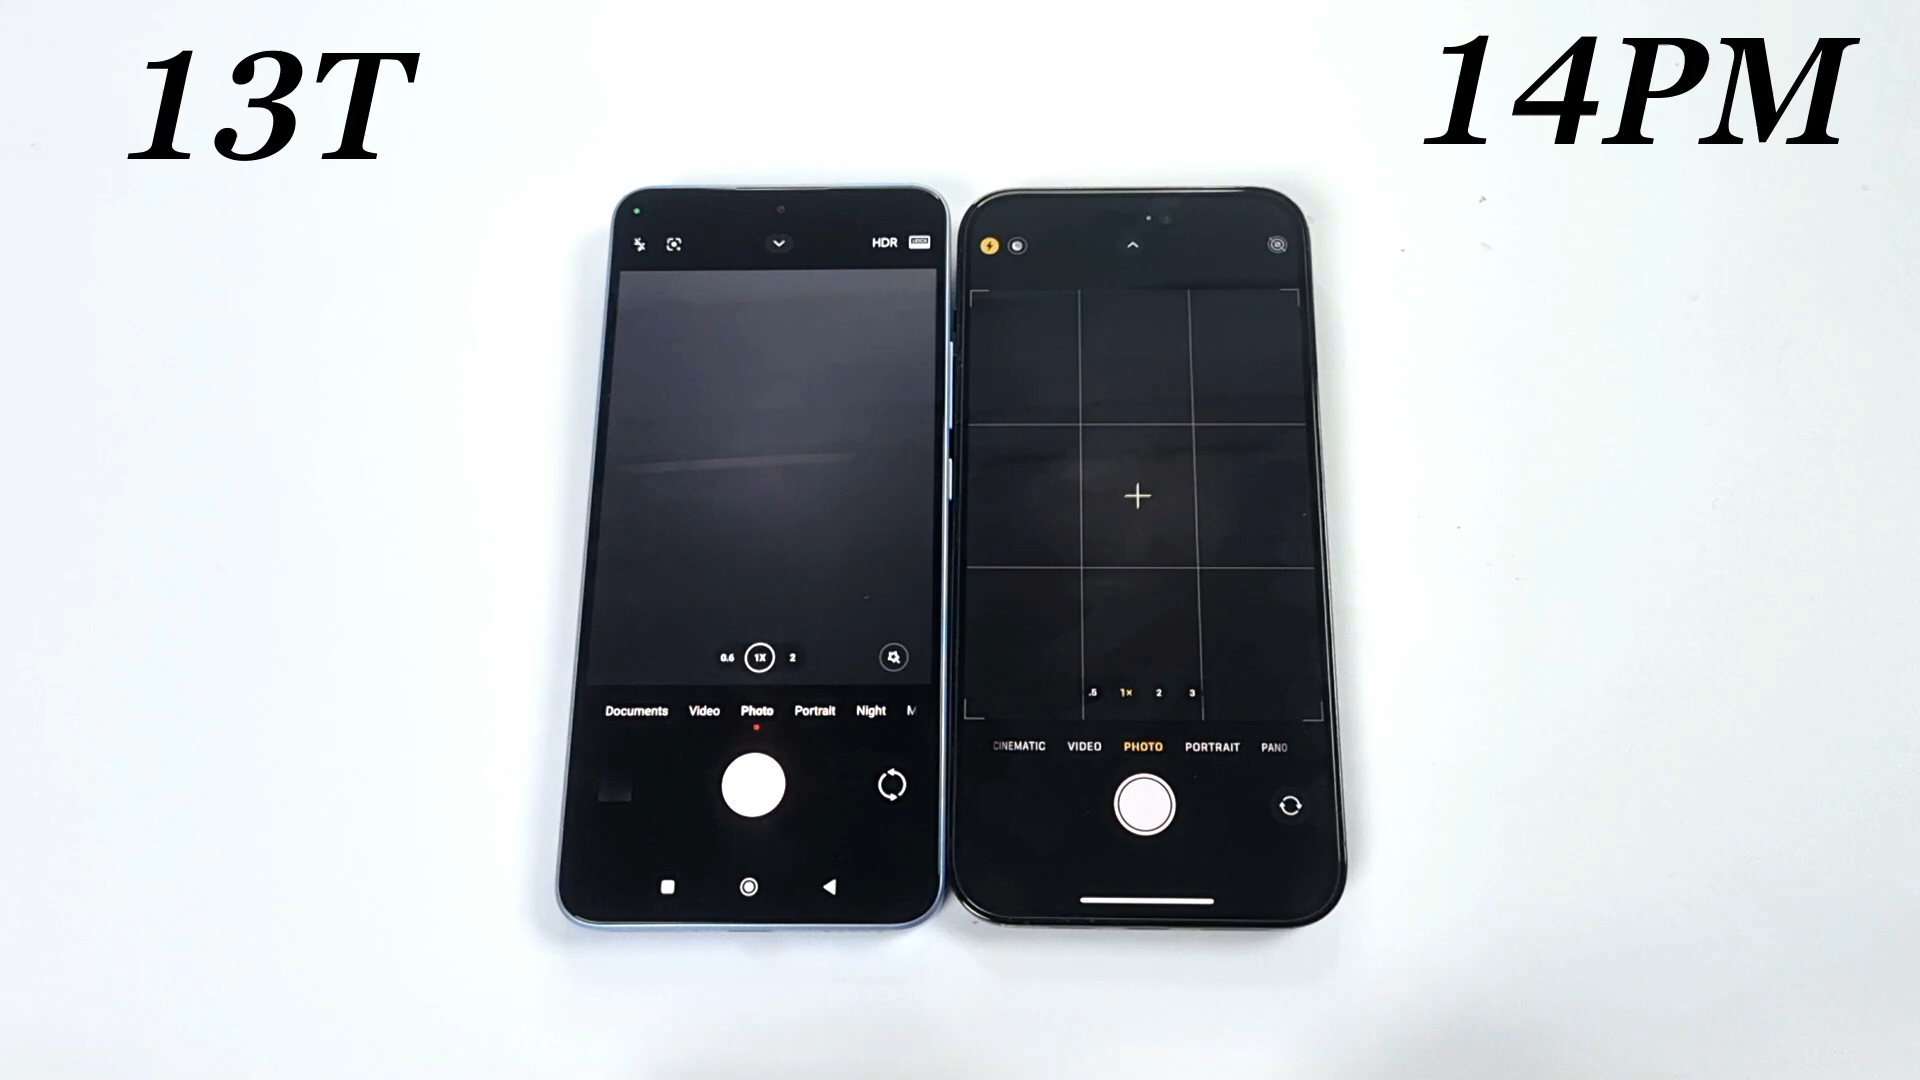 13T
14PM
HDR
0.6 1X 2
Documents Video Photo Portrait Night M
.5 1× 2 3
CINEMATIC VIDEO PHOTO PORTRAIT PANO